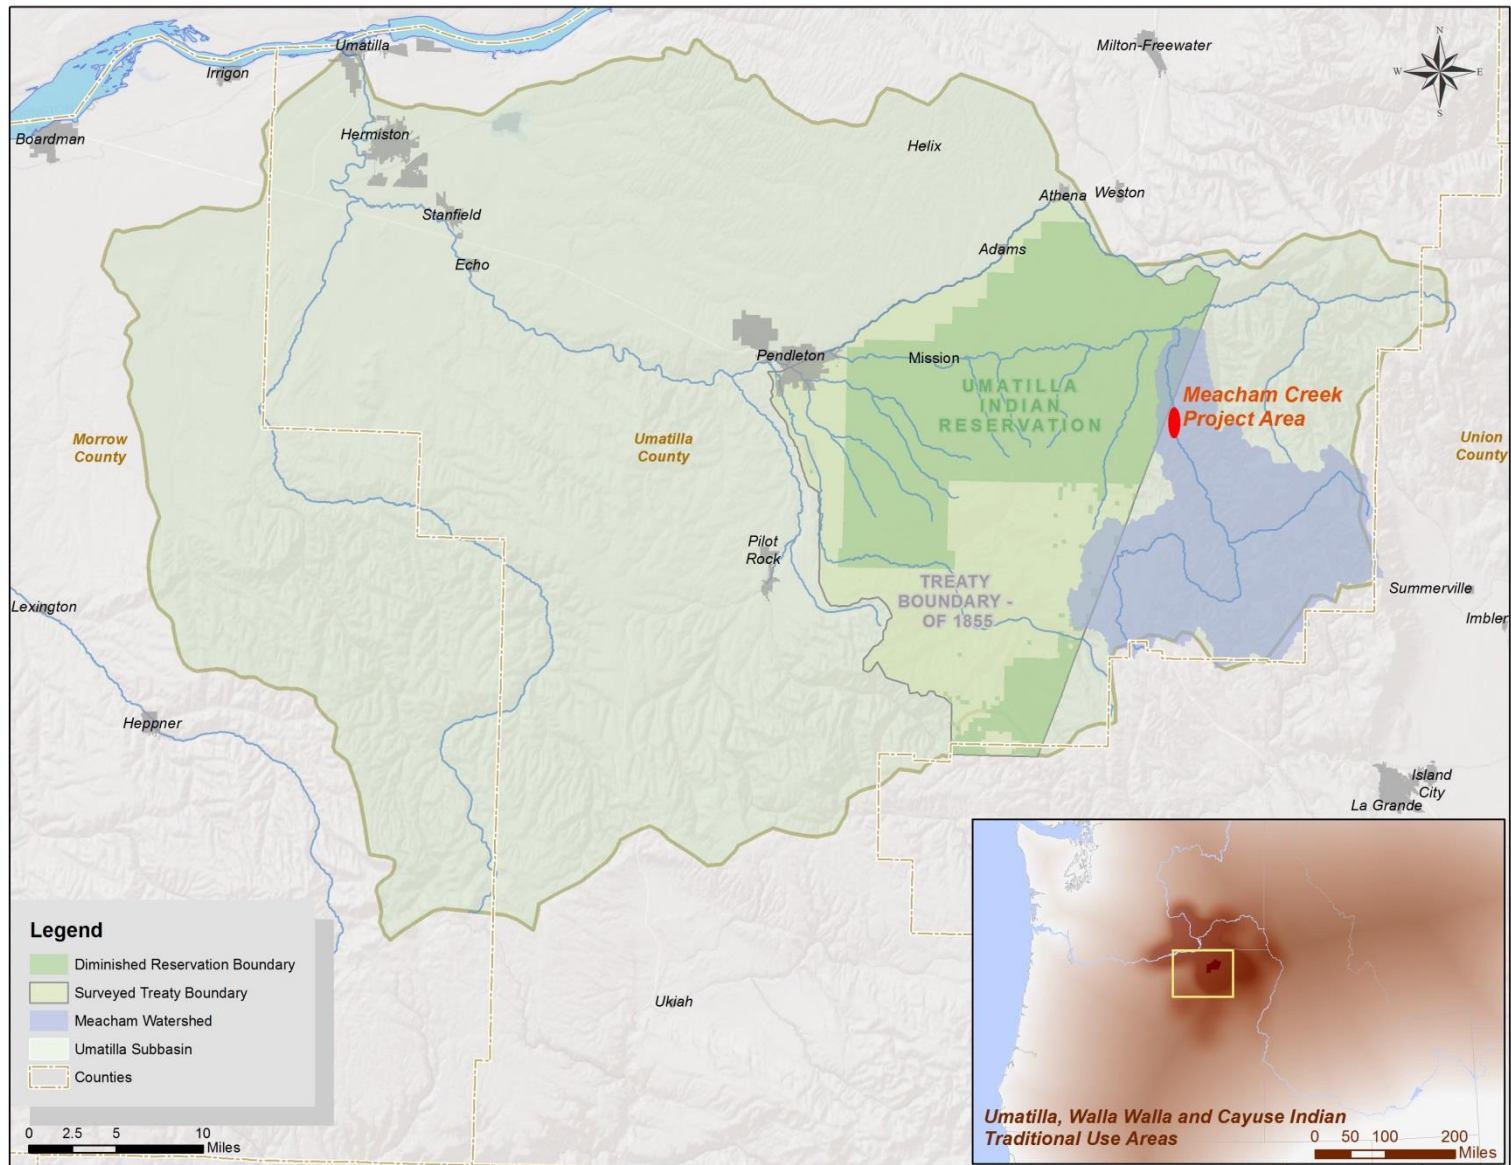 Umatilla
Milton-Freewater
N
W
E
S
Irrigon
Boardman
Hermiston
Helix
Athena
Weston
Stanfield
Adams
Echo
Pendleton
Mission
UMATILLA
INDIAN
RESERVATION
Meacham Creek
Project Area
Morrow
County
Umatilla
County
Union
County
Pilot
Rock
TREATY
BOUNDARY -
OF 1855
Summerville
Imbler
Lexington
Heppner
Island
City
La Grande
Ukiah
Legend
Diminished Reservation Boundary
Surveyed Treaty Boundary
Meacham Watershed
Umatilla Subbasin
Counties
0 2.5 5 10
Miles
Umatilla, Walla Walla and Cayuse Indian
Traditional Use Areas
0 50 100 200
Miles